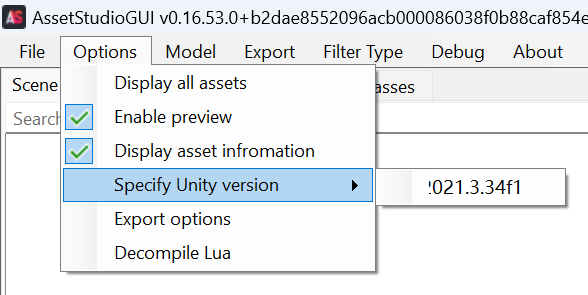 AS AssetStudioGUI v0.16.53.0+b2dae8552096acb000086038f0b88caf854e
File Options Model Export Filter Type Debug About
Scene asses
Search
Display all assets
Enable preview
Display asset infromation
Specify Unity version 2021.3.34f1
Export options
Decompile Lua